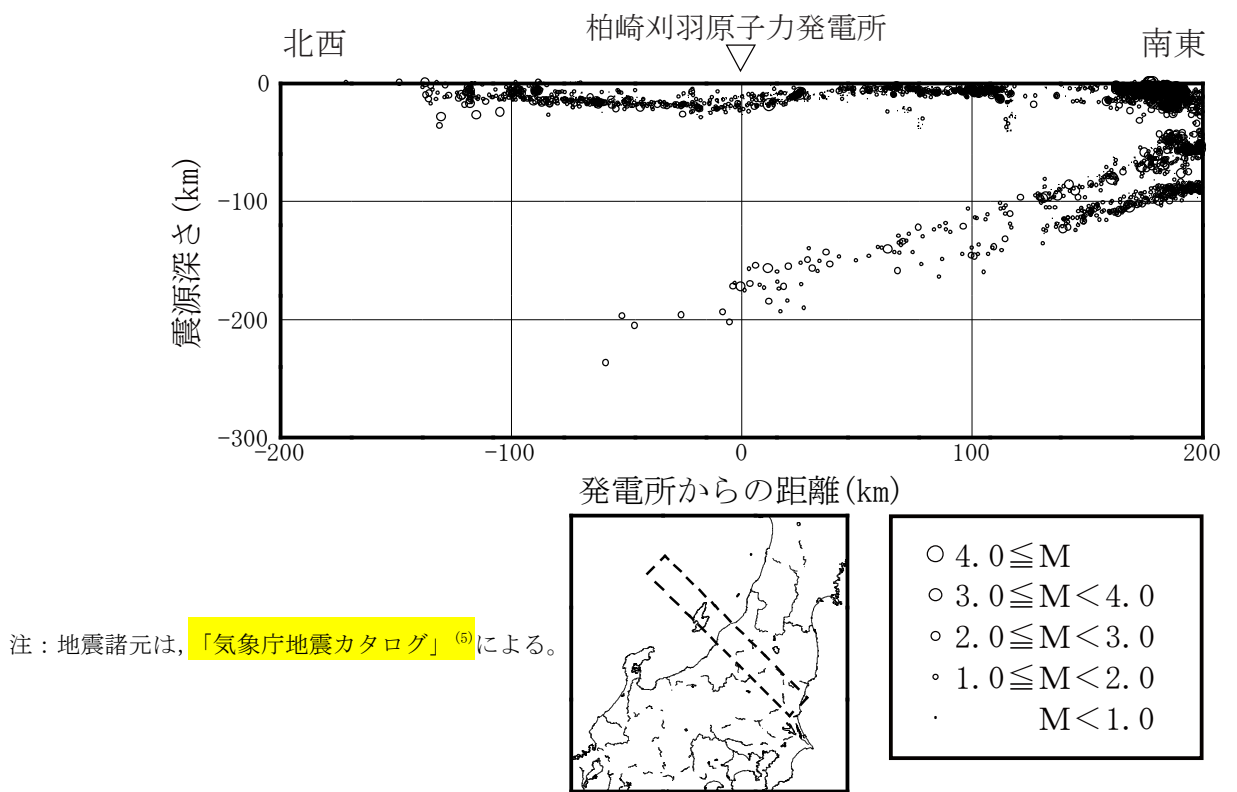 柏崎刈羽原子力発電所
北西
南東
0
-100
-200
-300
震源深さ(km)
-200
-100
0
100
200
発電所からの距離(km)
4.0≦M
3.0≦M<4.0
2.0≦M<3.0
1.0≦M<2.0
M<1.0
注：地震諸元は,「気象庁地震カタログ」(5)による。